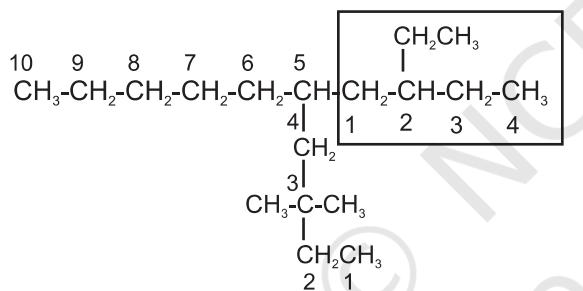 CH₂CH₃
10 9 8 7 6 5
CH₃-CH₂-CH₂-CH₂-CH₂-CH-CH₂-CH-CH₂-CH₃
4 1 2 3 4
CH₂
3
CH₃-C-CH₃
CH₂CH₃
2 1
© NC